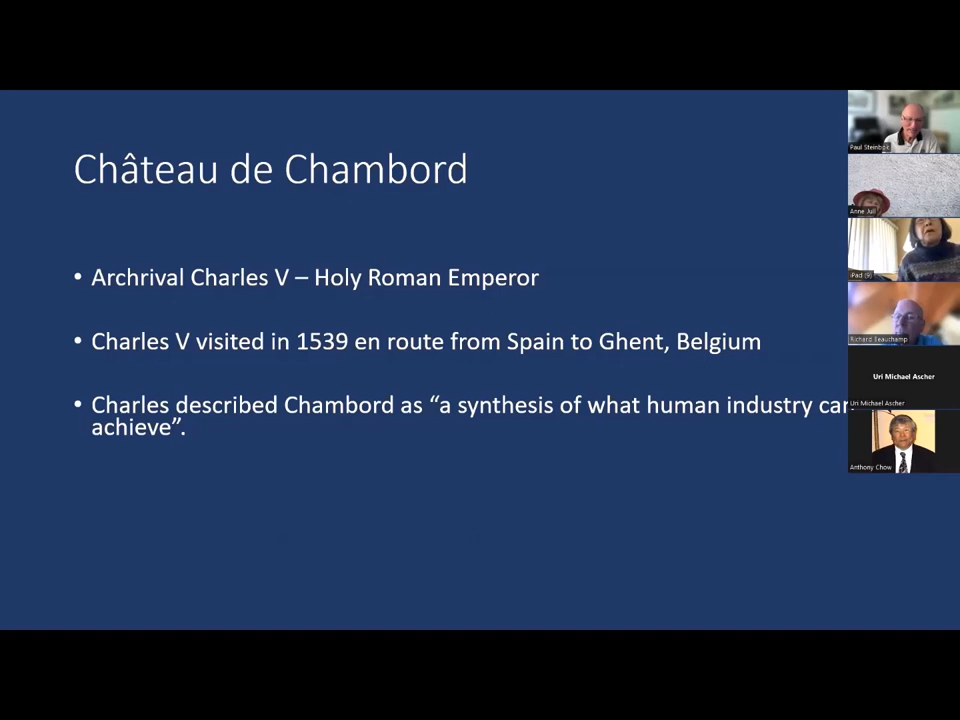 Château de Chambord
• Archrival Charles V – Holy Roman Emperor
• Charles V visited in 1539 en route from Spain to Ghent, Belgium
• Charles described Chambord as “a synthesis of what human industry can
achieve”.
Paul Steinbok
Anne Jull
iPad (9)
Richard Beauchamp
Uri Michael Ascher
Uri Michael Ascher
Anthony Chow